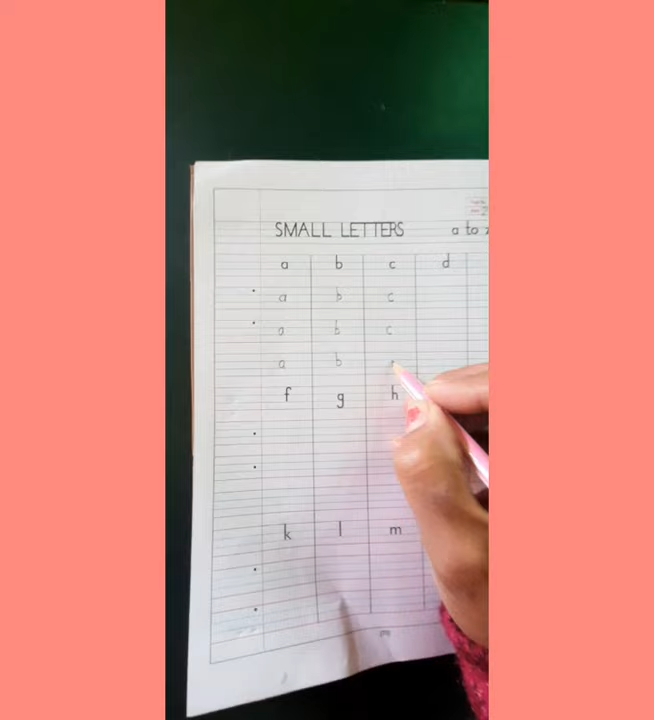 SMALL LETTERS a to
a b c d
a b c
a b c
a b
f g h
k l m